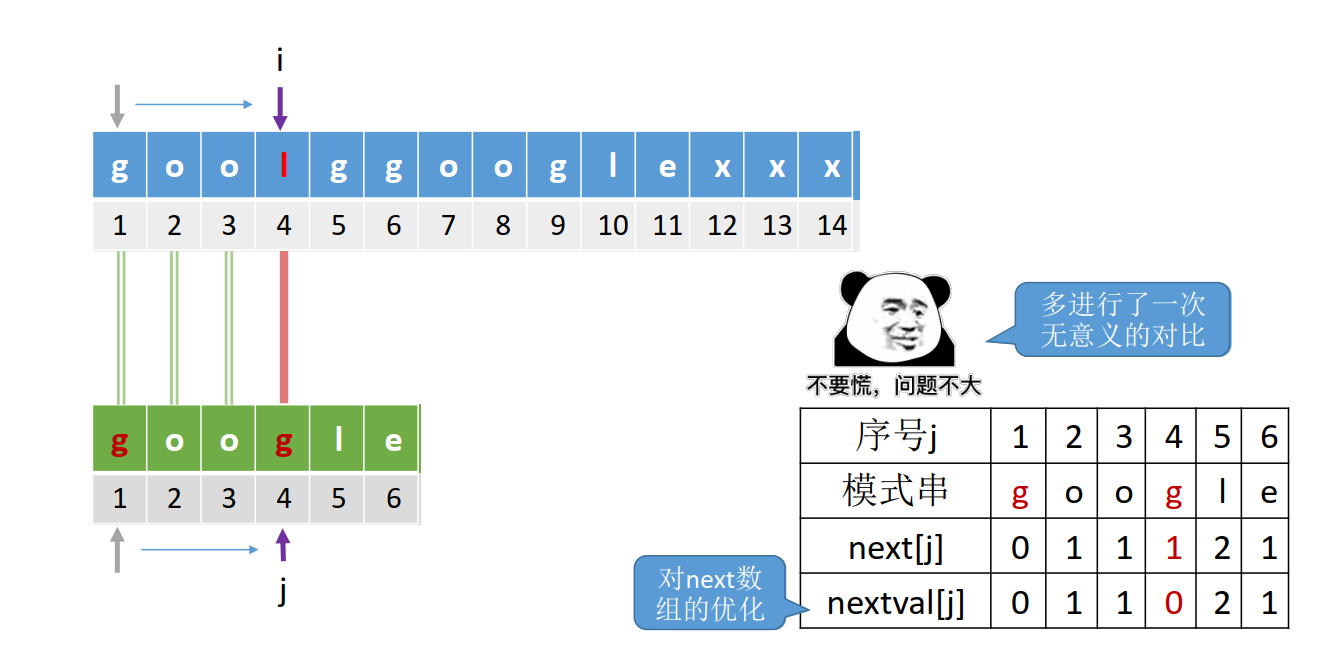 i
g o o l g g o o g l e x x x
1 2 3 4 5 6 7 8 9 10 11 12 13 14
多进行了一次
无意义的对比
不要慌，问题不大
g o o g l e
1 2 3 4 5 6
j
序号j 1 2 3 4 5 6
模式串 g o o g l e
next[j] 0 1 1 1 2 1
对next数
组的优化
nextval[j] 0 1 1 0 2 1